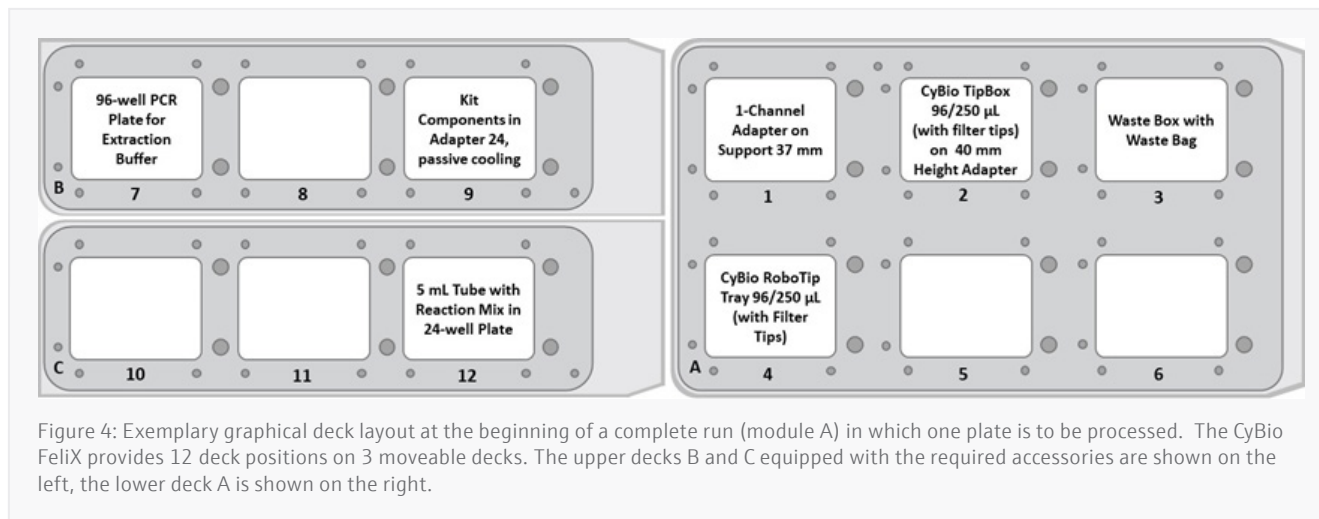 96-well PCR
Plate for
Extraction
Buffer
Kit
Components in
Adapter 24,
passive cooling
B
7
8
9
5 mL Tube with
Reaction Mix in
24-well Plate
C
10
11
12
1-Channel
Adapter on
Support 37 mm
CyBio TipBox
96/250 µL
(with filter tips)
on 40 mm
Height Adapter
Waste Box with
Waste Bag
1
2
3
CyBio RoboTip
Tray 96/250 µL
(with Filter
Tips)
A
4
5
6
Figure 4: Exemplary graphical deck layout at the beginning of a complete run (module A) in which one plate is to be processed. The CyBio
FeliX provides 12 deck positions on 3 moveable decks. The upper decks B and C equipped with the required accessories are shown on the
left, the lower deck A is shown on the right.